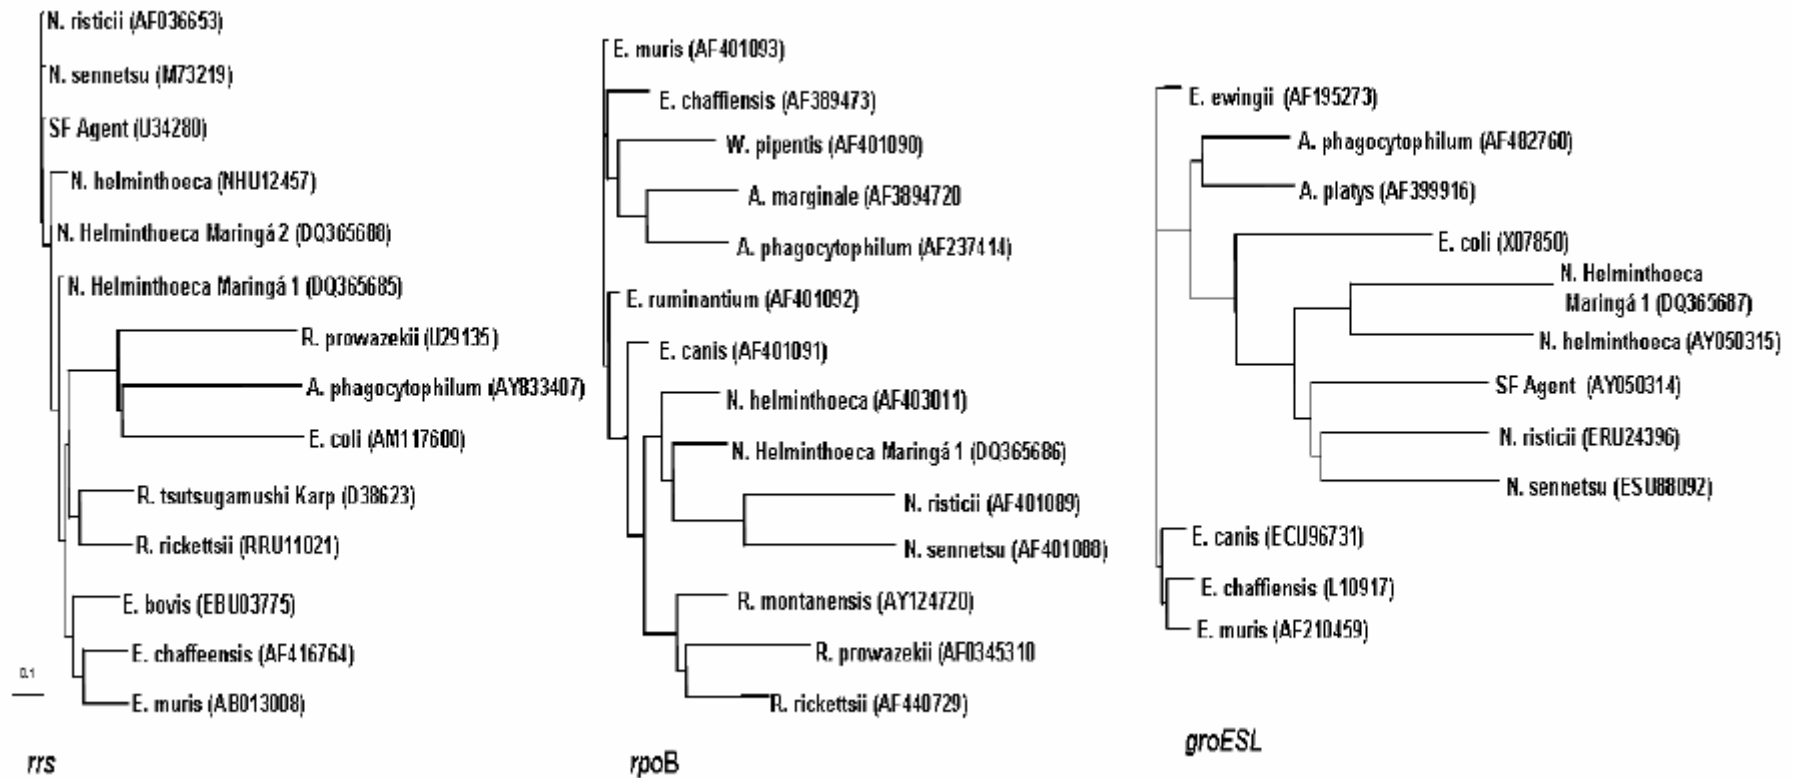 N. risticii (AF036653)
N. sennetsu (M73219)
SF Agent (U34280)
N. helminthoeca (NHU12457)
N. Helminthoeca Maringá 2 (DQ365688)
N. Helminthoeca Maringá 1 (DQ365685)
R. prowazekii (U29135)
A. phagocytophilum (AY833407)
E. coli (AM117600)
R. tsutsugamushi Karp (D38623)
R. rickettsii (RRU11021)
E. bovis (EBU03775)
E. chaffeensis (AF416764)
E. muris (AB013008)
0.1
rrs
E. muris (AF401093)
E. chaffiensis (AF389473)
W. pipentis (AF401090)
A. marginale (AF3894720
A. phagocytophilum (AF237414)
E. ruminantium (AF401092)
E. canis (AF401091)
N. helminthoeca (AF403011)
N. Helminthoeca Maringá 1 (DQ365686)
N. risticii (AF401089)
N. sennetsu (AF401088)
R. montanensis (AY124720)
R. prowazekii (AF0345310
R. rickettsii (AF440729)
rpoB
E. ewingii (AF195273)
A. phagocytophilum (AF482760)
A. platys (AF399916)
E. coli (X07850)
N. Helminthoeca
Maringá 1 (DQ365687)
N. helminthoeca (AY050315)
SF Agent (AY050314)
N. risticii (ERU24396)
N. sennetsu (ESU88092)
E. canis (ECU96731)
E. chaffiensis (L10917)
E. muris (AF210459)
groESL